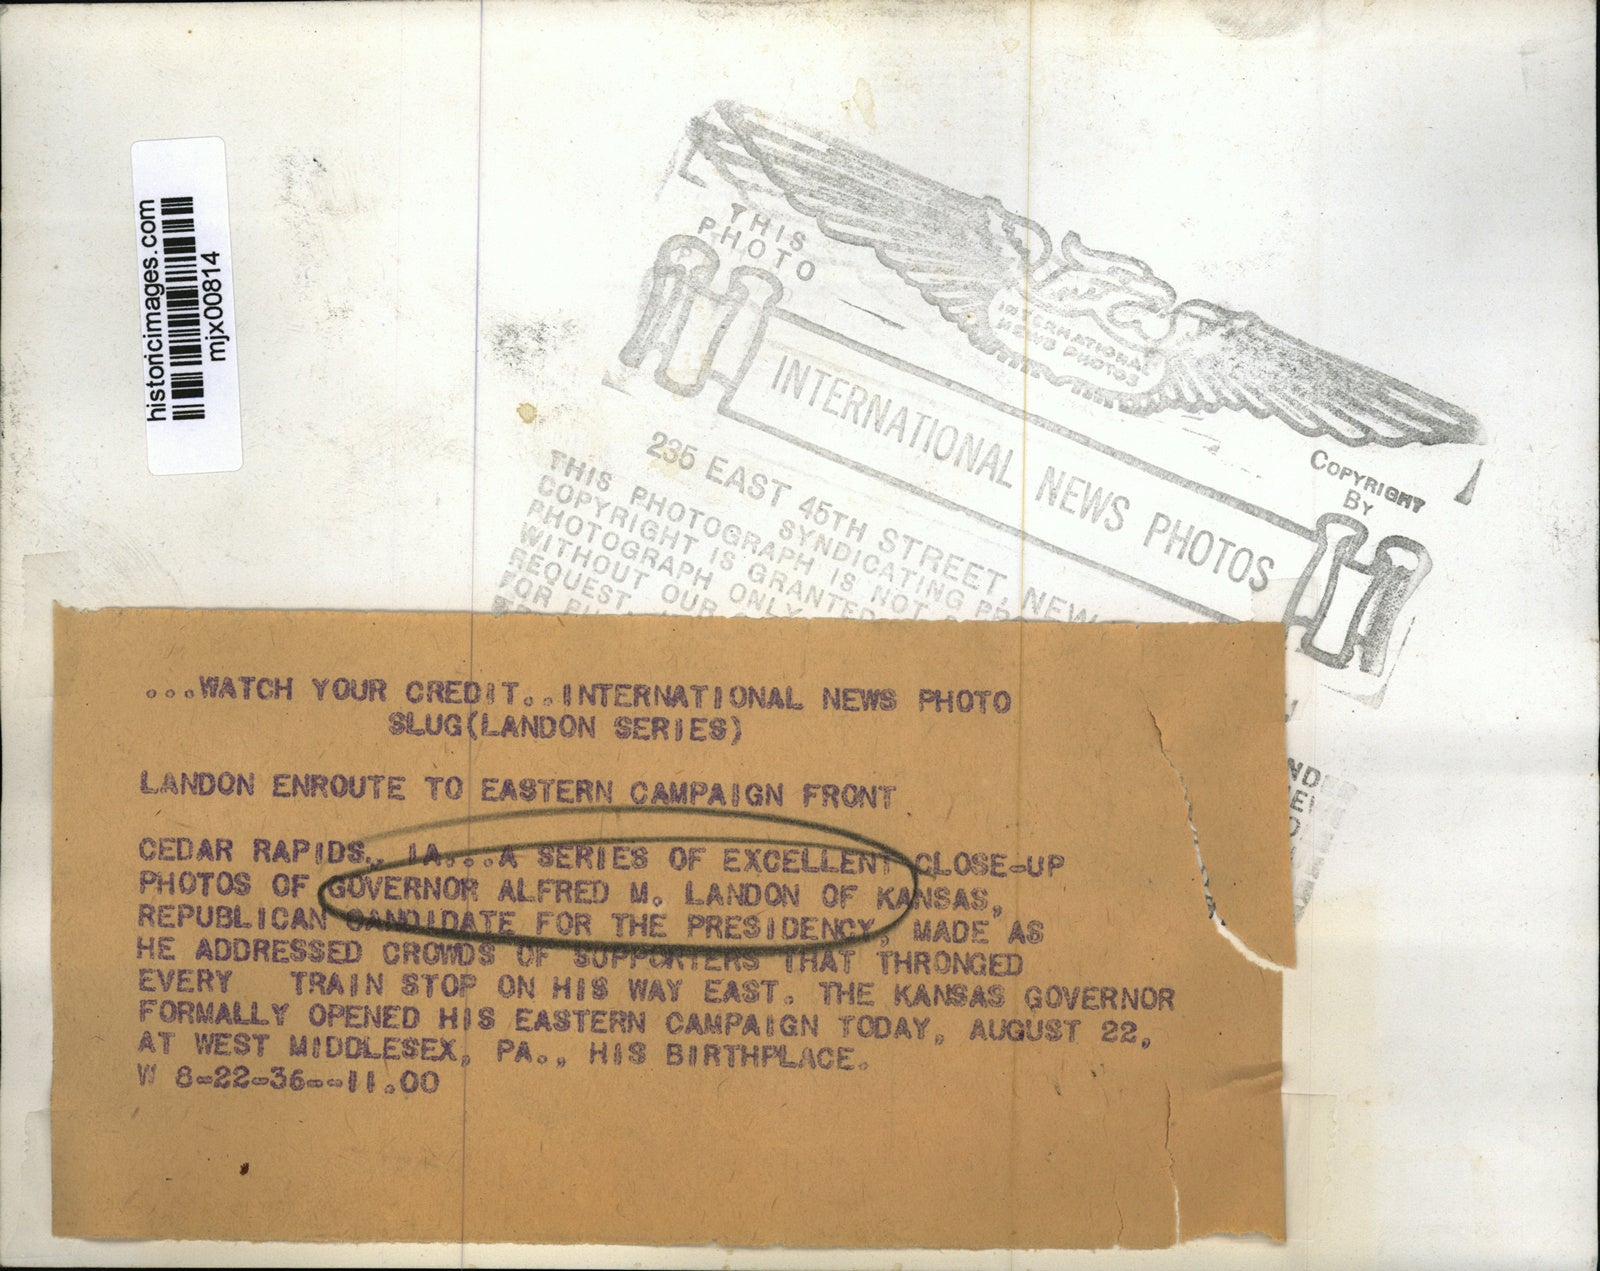 historicimages.com
mjx00814
THIS
PHOTO
INTERNATIONAL
NEWS PHOTOS
INTERNATIONAL NEWS PHOTOS
COPYRIGHT
BY
235 EAST 45TH STREET, NEW
SYNDICATING
THIS PHOTOGRAPH IS NOT
COPYRIGHT IS GRANTED
PHOTOGRAPH ONLY
WITHOUT OUR
REQUEST.
FOR
...WATCH YOUR CREDIT..INTERNATIONAL NEWS PHOTO
SLUG(LANDON SERIES)
LANDON ENROUTE TO EASTERN CAMPAIGN FRONT
CEDAR RAPIDS., IA...A SERIES OF EXCELLENT CLOSE-UP
PHOTOS OF GOVERNOR ALFRED M. LANDON OF KANSAS,
REPUBLICAN CANDIDATE FOR THE PRESIDENCY, MADE AS
HE ADDRESSED CROWDS OF SUPPORTERS THAT THRONGED
EVERY TRAIN STOP ON HIS WAY EAST. THE KANSAS GOVERNOR
FORMALLY OPENED HIS EASTERN CAMPAIGN TODAY, AUGUST 22,
AT WEST MIDDLESEX, PA., HIS BIRTHPLACE.
W 8-22-36--11.00